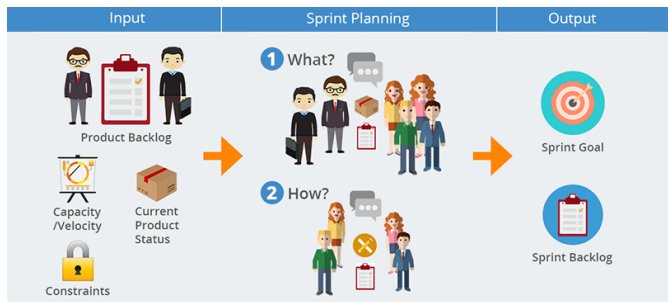 Input
Sprint Planning
Output
Product Backlog
Capacity
/Velocity
Current
Product
Status
Constraints
1 What?
2 How?
Sprint Goal
Sprint Backlog